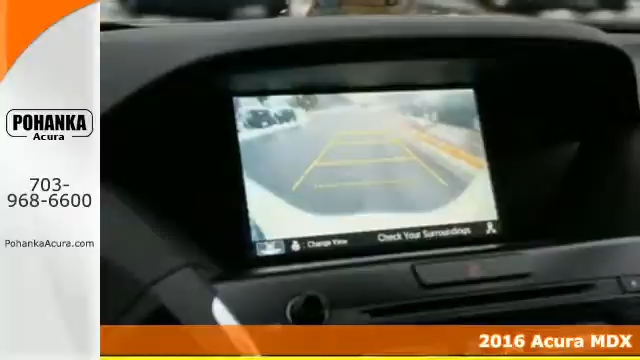 POHANKA
Acura
703-
968-6600
PohankaAcura.com
: Change View
Check Your Surroundings
2016 Acura MDX